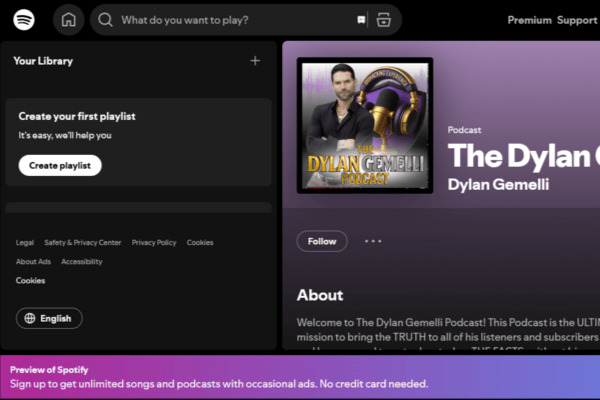 What do you want to play?
Premium Support
Your Library
Create your first playlist
It's easy, we'll help you
Create playlist
Legal Safety & Privacy Center Privacy Policy Cookies
About Ads Accessibility
Cookies
English
THE
DYLAN GEMELLI
PODCAST
Podcast
The Dylan
Dylan Gemelli
Follow
About
Welcome to The Dylan Gemelli Podcast! This Podcast is the ULTI
mission to bring the TRUTH to all of his listeners and subscribers
Preview of Spotify
Sign up to get unlimited songs and podcasts with occasional ads. No credit card needed.